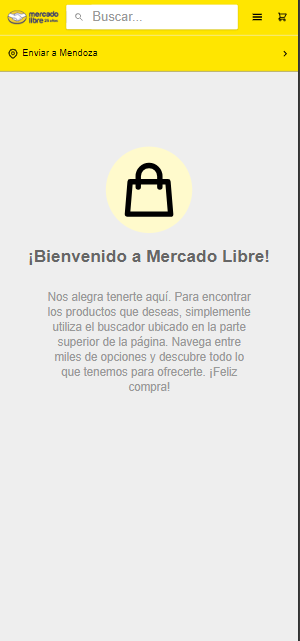 mercado
libre 25 años
Buscar...
Enviar a Mendoza
¡Bienvenido a Mercado Libre!
Nos alegra tenerte aquí. Para encontrar
los productos que deseas, simplemente
utiliza el buscador ubicado en la parte
superior de la página. Navega entre
miles de opciones y descubre todo lo
que tenemos para ofrecerte. ¡Feliz
compra!